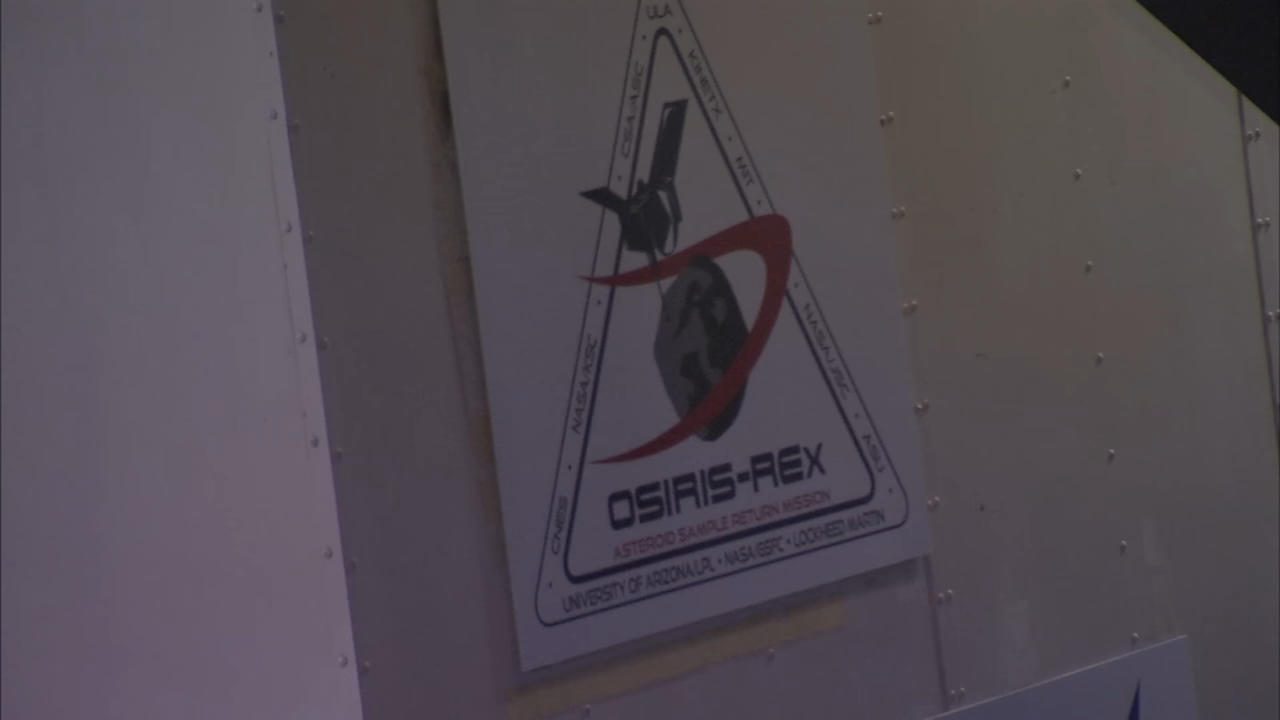 ULA
CSA/ASC
KINETX
MIT
NASA/KSC
NASA/JSC
CNES
ASU
OSIRIS-REX
ASTEROID SAMPLE RETURN MISSION
UNIVERSITY OF ARIZONA/LPL • NASA/GSFC • LOCKHEED MARTIN